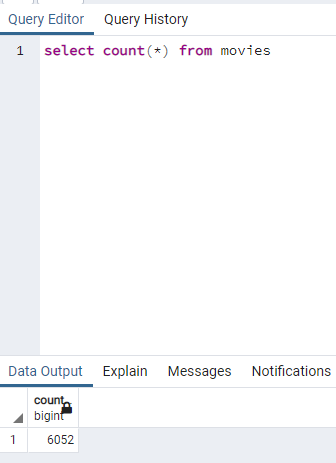 Query Editor Query History
1 select count(*) from movies
Data Output Explain Messages Notifications
count
bigint
1 6052